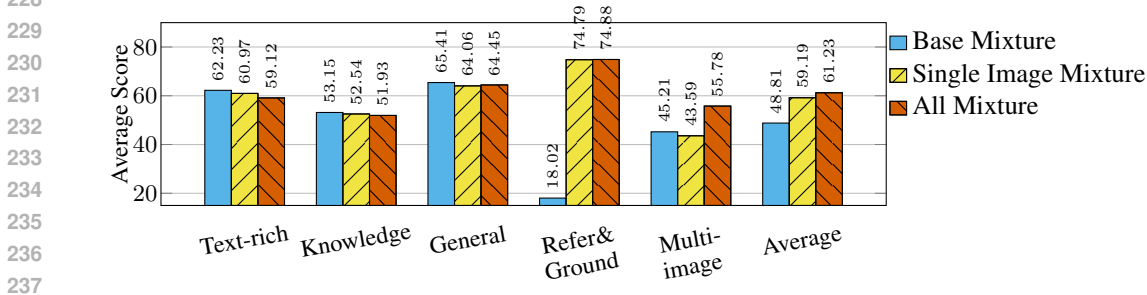 228
229
230
231
232
233
234
235
236
237
Average Score
80
60
40
20
62.23
60.97
59.12
53.15
52.54
51.93
65.41
64.06
64.45
18.02
74.79
74.88
45.21
43.59
55.78
48.81
59.19
61.23
Text-rich
Knowledge
General
Refer&
Ground
Multi-
image
Average
Base Mixture
Single Image Mixture
All Mixture